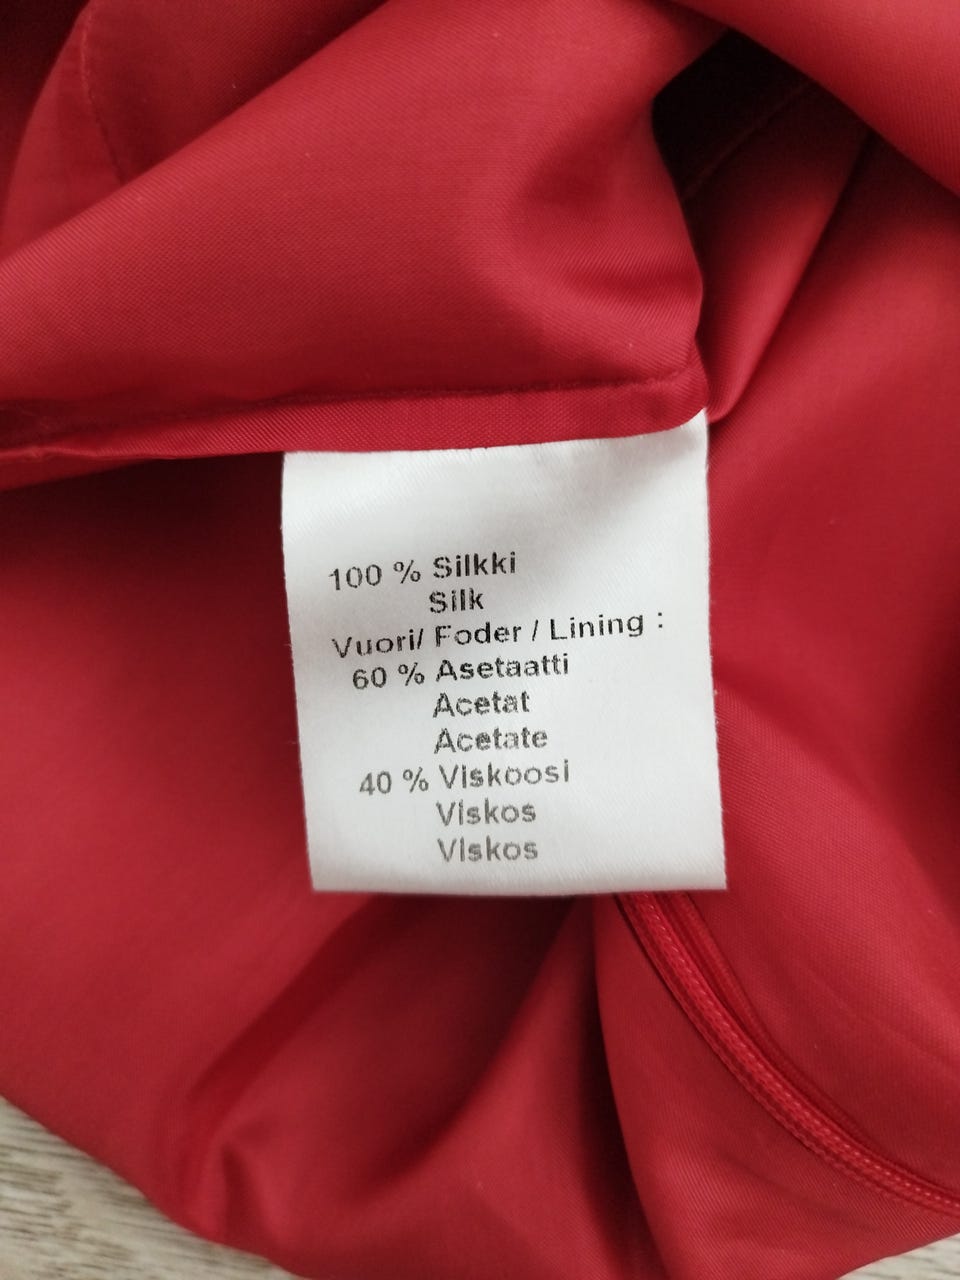 100 % Silkki
Silk
Vuori/ Foder / Lining :
60 % Asetaatti
Acetat
Acetate
40 % Viskoosi
Viskos
Viskos